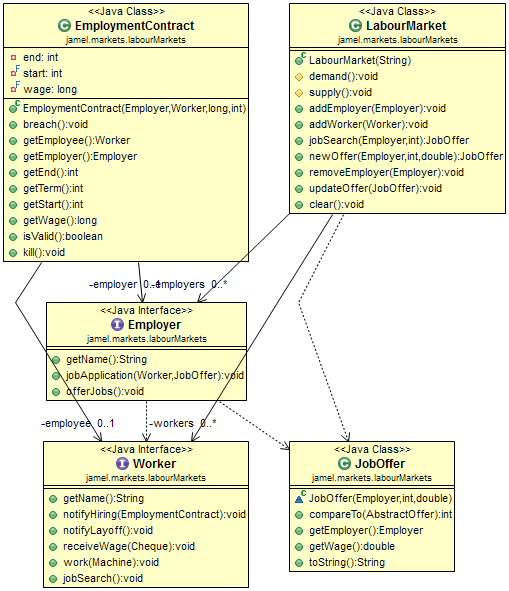 <<Java Class>>
EmploymentContract
jamel.markets.labourMarkets
end: int
start: int
wage: long
EmploymentContract(Employer,Worker,long,int)
breach():void
getEmployee():Worker
getEmployer():Employer
getEnd():int
getTerm():int
getStart():int
getWage():long
isValid():boolean
kill():void
<<Java Class>>
LabourMarket
jamel.markets.labourMarkets
LabourMarket(String)
demand():void
supply():void
addEmployer(Employer):void
addWorker(Worker):void
jobSearch(Employer,int):JobOffer
newOffer(Employer,int,double):JobOffer
removeEmployer(Employer):void
updateOffer(JobOffer):void
clear():void
-employer 0..1
-employers 0..*
<<Java Interface>>
Employer
jamel.markets.labourMarkets
getName():String
jobApplication(Worker,JobOffer):void
offerJobs():void
-employee 0..1
-workers 0..*
<<Java Interface>>
Worker
jamel.markets.labourMarkets
getName():String
notifyHiring(EmploymentContract):void
notifyLayoff():void
receiveWage(Cheque):void
work(Machine):void
jobSearch():void
<<Java Class>>
JobOffer
jamel.markets.labourMarkets
JobOffer(Employer,int,double)
compareTo(AbstractOffer):int
getEmployer():Employer
getWage():double
toString():String